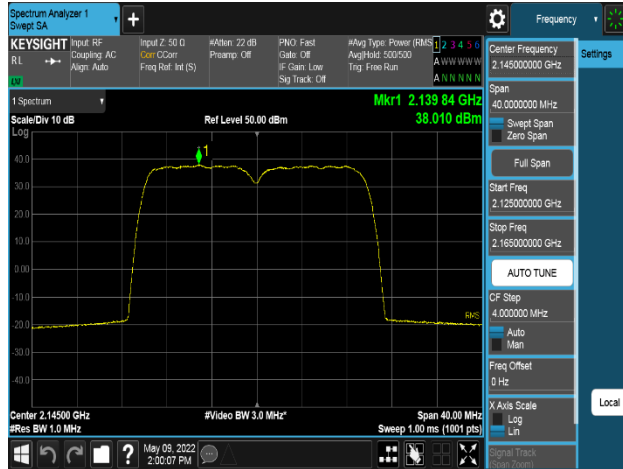 Spectrum Analyzer 1
Swept SA
+
Frequency
KEYSIGHT
RL
Input: RF
Coupling: AC
Align: Auto
Input Z: 50 Ω
Corr CCorr
Freq Ref: Int (S)
#Atten: 22 dB
Preamp: Off
PNO: Fast
Gate: Off
IF Gain: Low
Sig Track: Off
#Avg Type: Power (RMS
Avg|Hold: 500/500
Trig: Free Run
1 2 3 4 5 6
A W W W W W
A N N N N N
1 Spectrum
Scale/Div 10 dB
Log
Ref Level 50.00 dBm
Mkr1 2.139 84 GHz
38.010 dBm
1
40.0
30.0
20.0
10.0
0.00
-10.0
-20.0
-30.0
-40.0
RMS
Center 2.14500 GHz
#Res BW 1.0 MHz
#Video BW 3.0 MHz*
Span 40.00 MHz
Sweep 1.00 ms (1001 pts)
May 09, 2022
2:00:07 PM
?
Center Frequency
2.145000000 GHz
Span
40.0000000 MHz
Swept Span
Zero Span
Full Span
Start Freq
2.125000000 GHz
Stop Freq
2.165000000 GHz
AUTO TUNE
CF Step
4.000000 MHz
Auto
Man
Freq Offset
0 Hz
X Axis Scale
Log
Lin
Signal Track
(Span Zoom)
Settings
Local